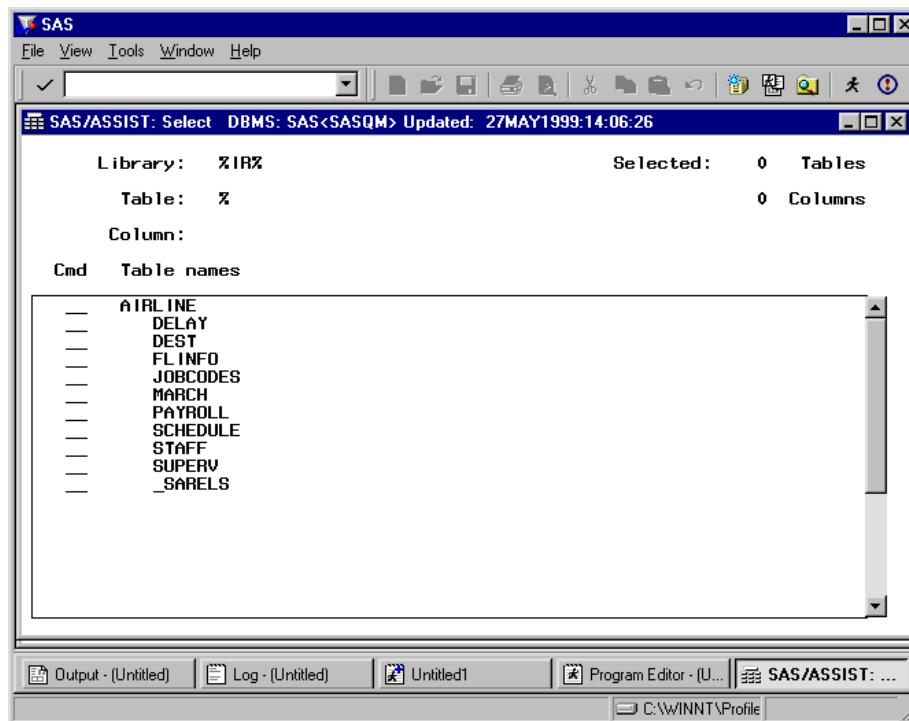 SAS
File View Tools Window Help
SAS/ASSIST: Select DBMS: SAS<SASQM> Updated: 27MAY1999:14:06:26
Library: %IR% Selected: 0 Tables
Table: % 0 Columns
Column:
Cmd Table names
AIRLINE
DELAY
DEST
FLINFO
JOBCODES
MARCH
PAYROLL
SCHEDULE
STAFF
SUPERV
_SARELS
Output - (Untitled) Log - (Untitled) Untitled1 Program Editor - (U... SAS/ASSIST: ...
C:\WINNT\Profile